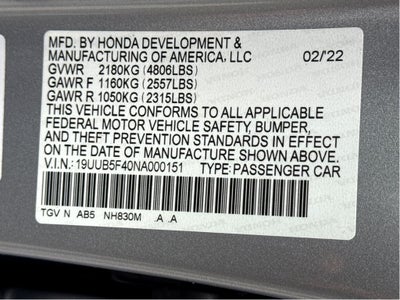 MFD. BY HONDA DEVELOPMENT &
MANUFACTURING OF AMERICA, LLC 02/'22
GVWR 2180KG (4806LBS)
GAWR F 1160KG (2557LBS)
GAWR R 1050KG (2315LBS)
THIS VEHICLE CONFORMS TO ALL APPLICABLE
FEDERAL MOTOR VEHICLE SAFETY, BUMPER,
AND THEFT PREVENTION STANDARDS IN EFFECT
ON THE DATE OF MANUFACTURE SHOWN ABOVE.
V.I.N: 19UUB5F40NA000151 TYPE:PASSENGER CAR
TGV N AB5 NH830M .A .A